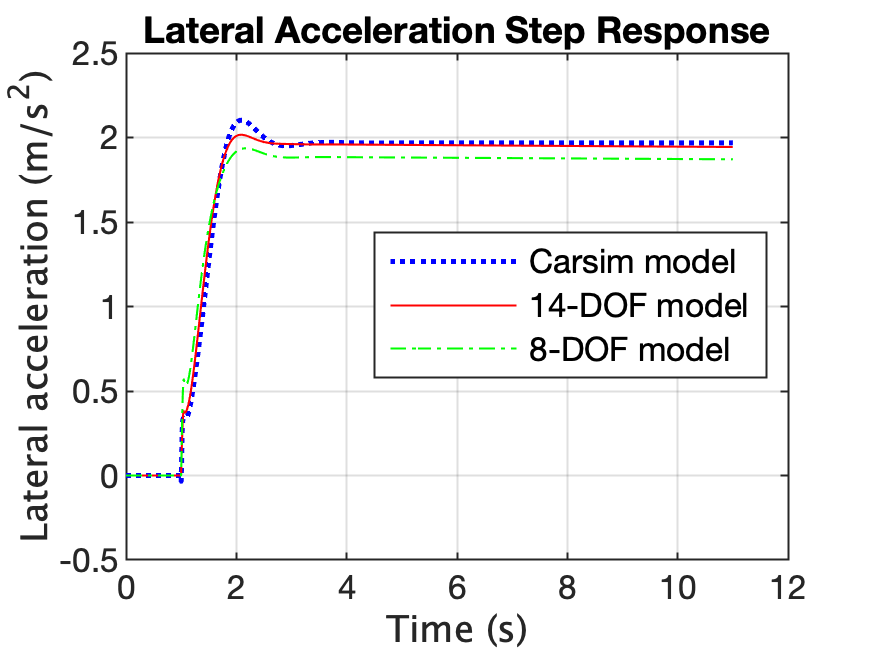 Lateral Acceleration Step Response
Lateral acceleration (m/s²)
2.5
2
1.5
1
0.5
0
-0.5
Carsim model
14-DOF model
8-DOF model
0 2 4 6 8 10 12
Time (s)